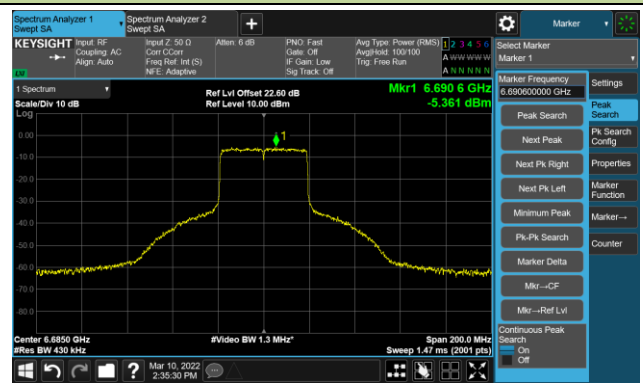 Spectrum Analyzer 1
Swept SA
Spectrum Analyzer 2
Swept SA
+
Marker
KEYSIGHT
Input: RF
Coupling: AC
Align: Auto
Input Z: 50 Ω
Corr CCorr
Freq Ref: Int (S)
NFE: Adaptive
Atten: 6 dB
PNO: Fast
Gate: Off
IF Gain: Low
Sig Track: Off
Avg Type: Power (RMS)
Avg|Hold: 100/100
Trig: Free Run
1 2 3 4 5 6
A W W W W W
A N N N N N
LW
Select Marker
Marker 1
1 Spectrum
Scale/Div 10 dB
Log
Ref Lvl Offset 22.60 dB
Ref Level 10.00 dBm
Mkr1 6.690 6 GHz
-5.361 dBm
1
0.00
-10.0
-20.0
-30.0
-40.0
-50.0
-60.0
-70.0
-80.0
Center 6.6850 GHz
#Res BW 430 kHz
#Video BW 1.3 MHz*
Span 200.0 MHz
Sweep 1.47 ms (2001 pts)
Marker Frequency
6.690600000 GHz
Peak Search
Next Peak
Next Pk Right
Next Pk Left
Minimum Peak
Pk-Pk Search
Marker Delta
Mkr→CF
Mkr→Ref Lvl
Continuous Peak
Search
On
Off
Settings
Peak
Search
Pk Search
Config
Properties
Marker
Function
Marker→
Counter
?
Mar 10, 2022
2:35:30 PM